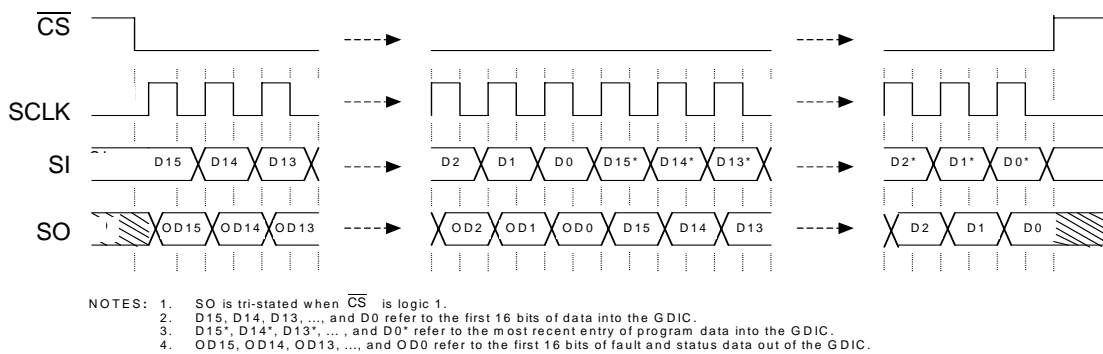 CS
SCLK
SI D15 D14 D13 D2 D1 D0 D15* D14* D13* D2* D1* D0*
SO OD15 OD14 OD13 OD2 OD1 OD0 D15 D14 D13 D2 D1 D0
NOTES: 1. SO is tri-stated when CS is logic 1.
2. D15, D14, D13, ..., and D0 refer to the first 16 bits of data into the GDIC.
3. D15*, D14*, D13*, ... , and D0* refer to the most recent entry of program data into the GDIC.
4. OD15, OD14, OD13, ..., and OD0 refer to the first 16 bits of fault and status data out of the GDIC.